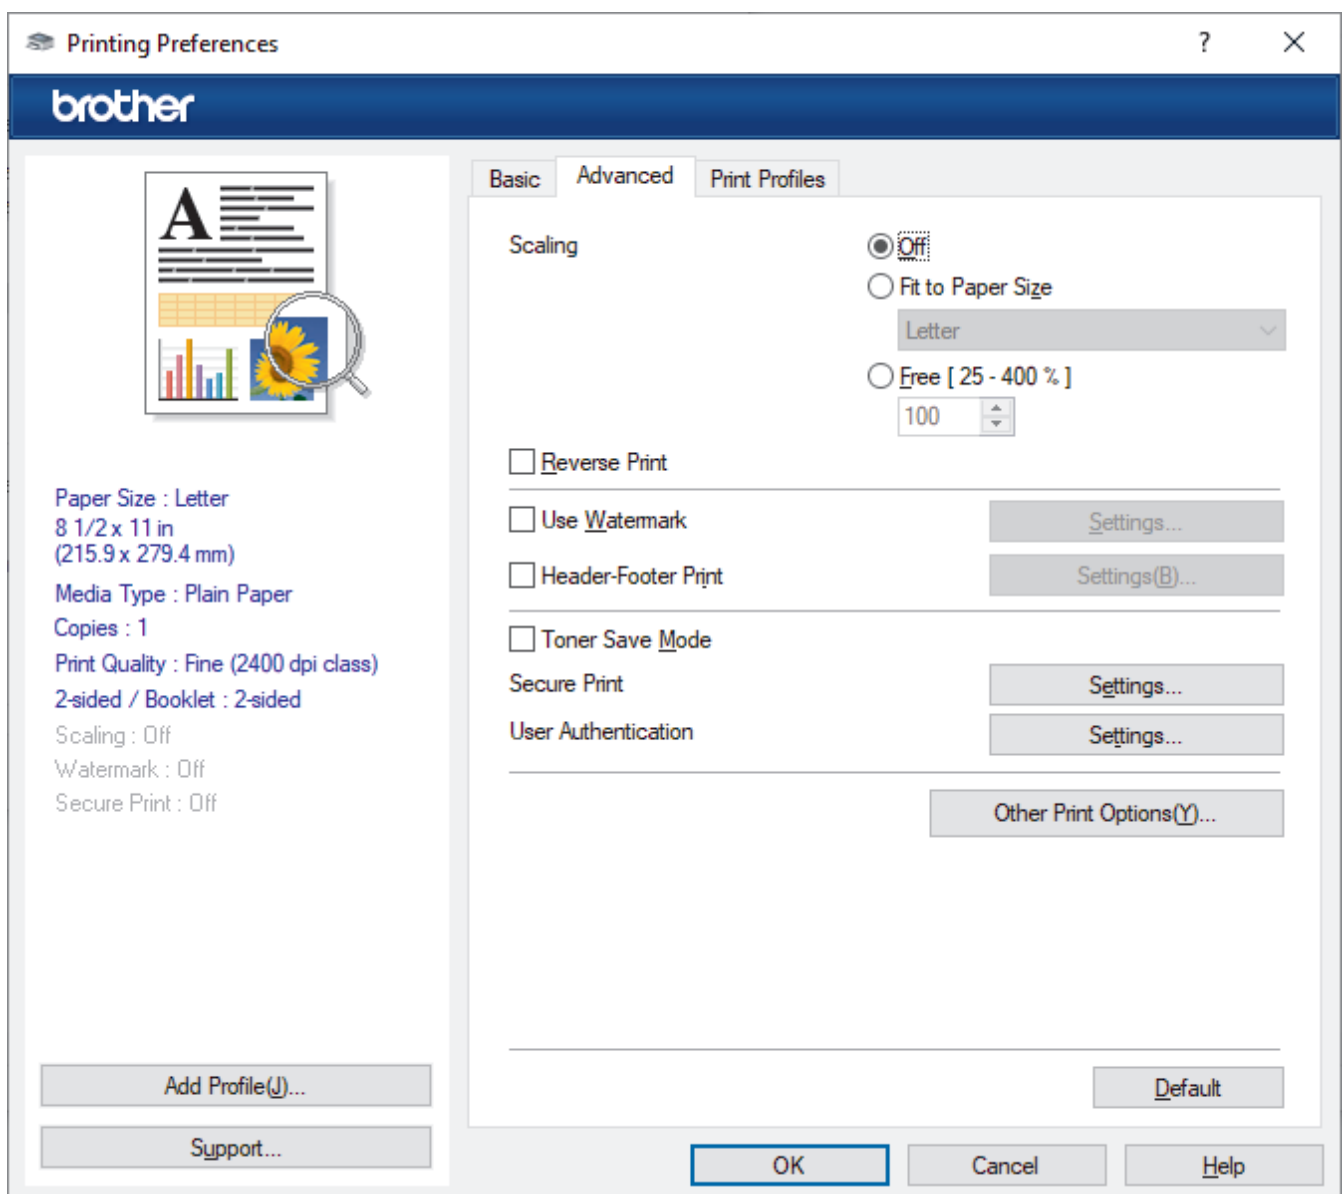 Printing Preferences
brother
A
Paper Size : Letter
8 1/2 x 11 in
(215.9 x 279.4 mm)
Media Type : Plain Paper
Copies : 1
Print Quality : Fine (2400 dpi class)
2-sided / Booklet : 2-sided
Scaling : Off
Watermark : Off
Secure Print : Off
Add Profile(J)...
Support...
Basic Advanced Print Profiles
Scaling Off
Fit to Paper Size
Letter
Free [ 25 - 400 % ]
100
Reverse Print
Use Watermark Settings...
Header-Footer Print Settings(B)...
Toner Save Mode
Secure Print Settings...
User Authentication Settings...
Other Print Options(Y)...
Default
OK Cancel Help